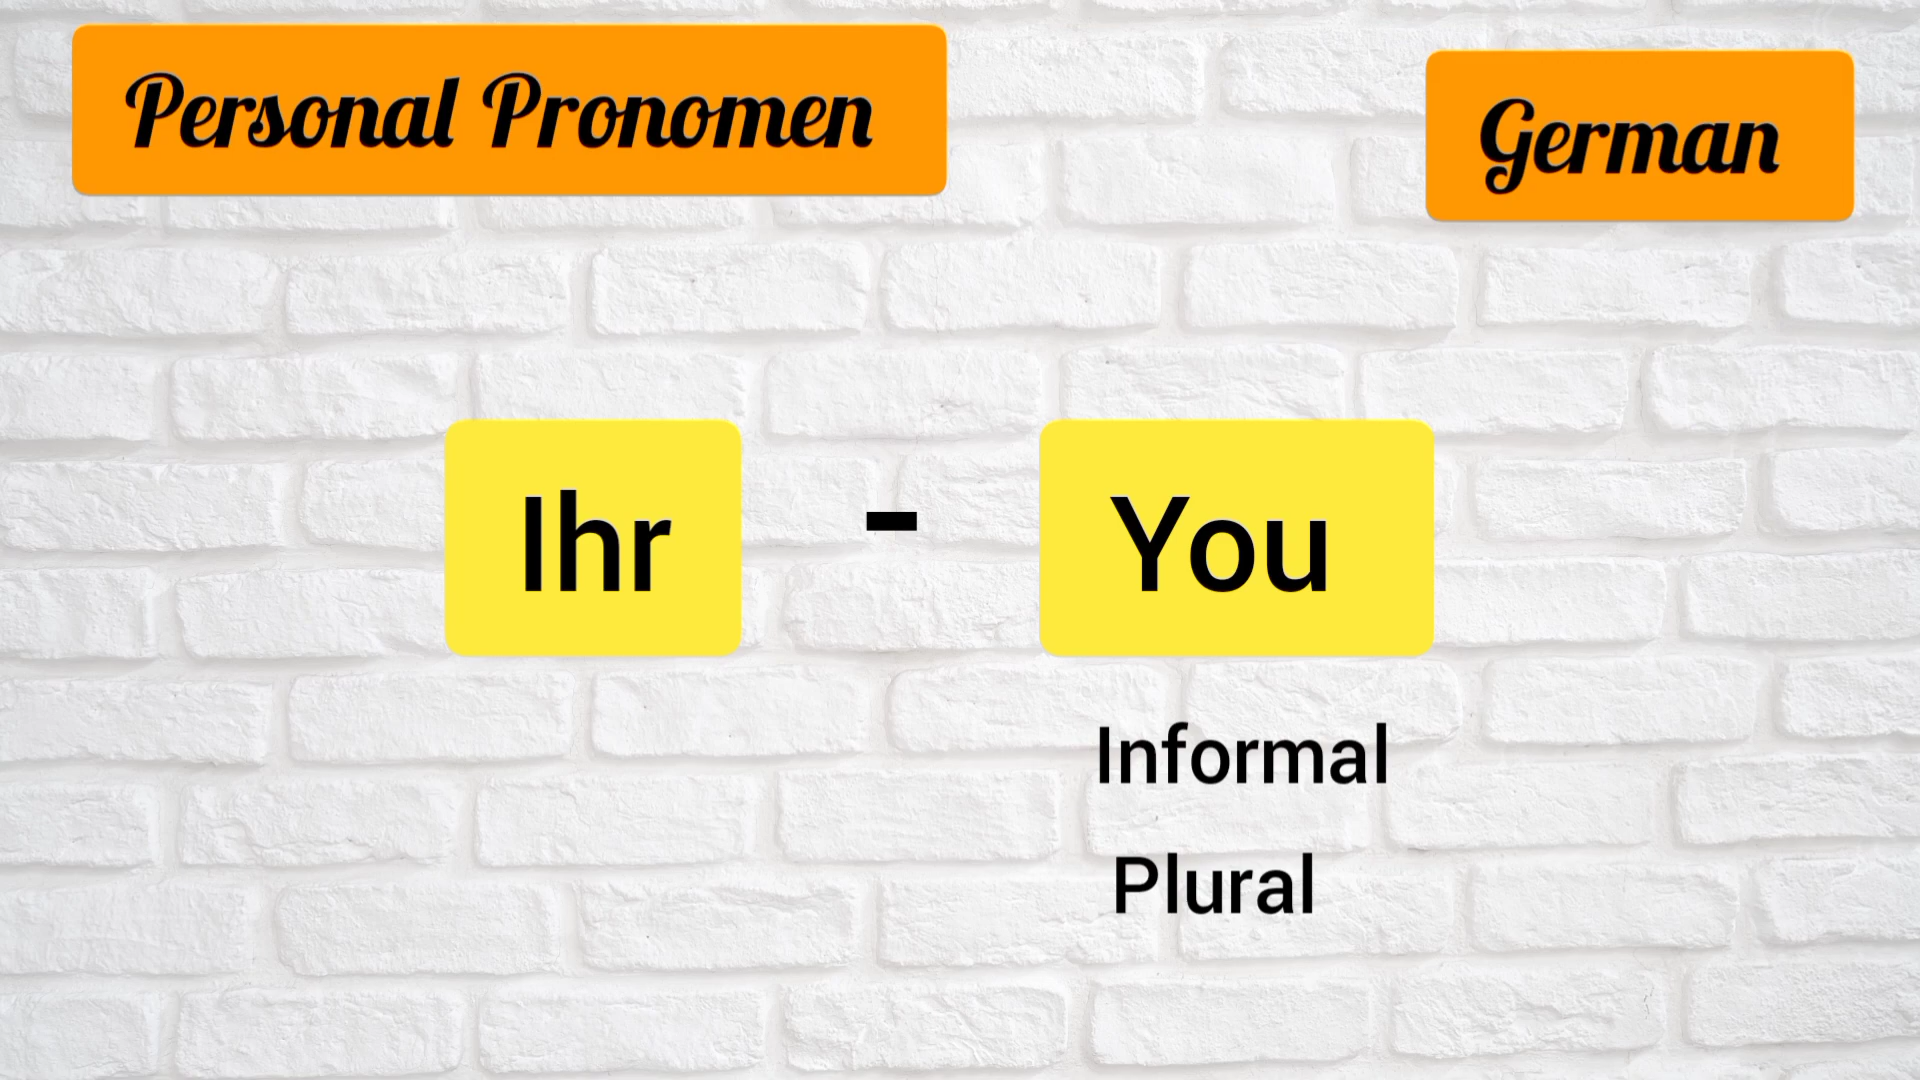 Personal Pronomen
German
Ihr - You
Informal
Plural